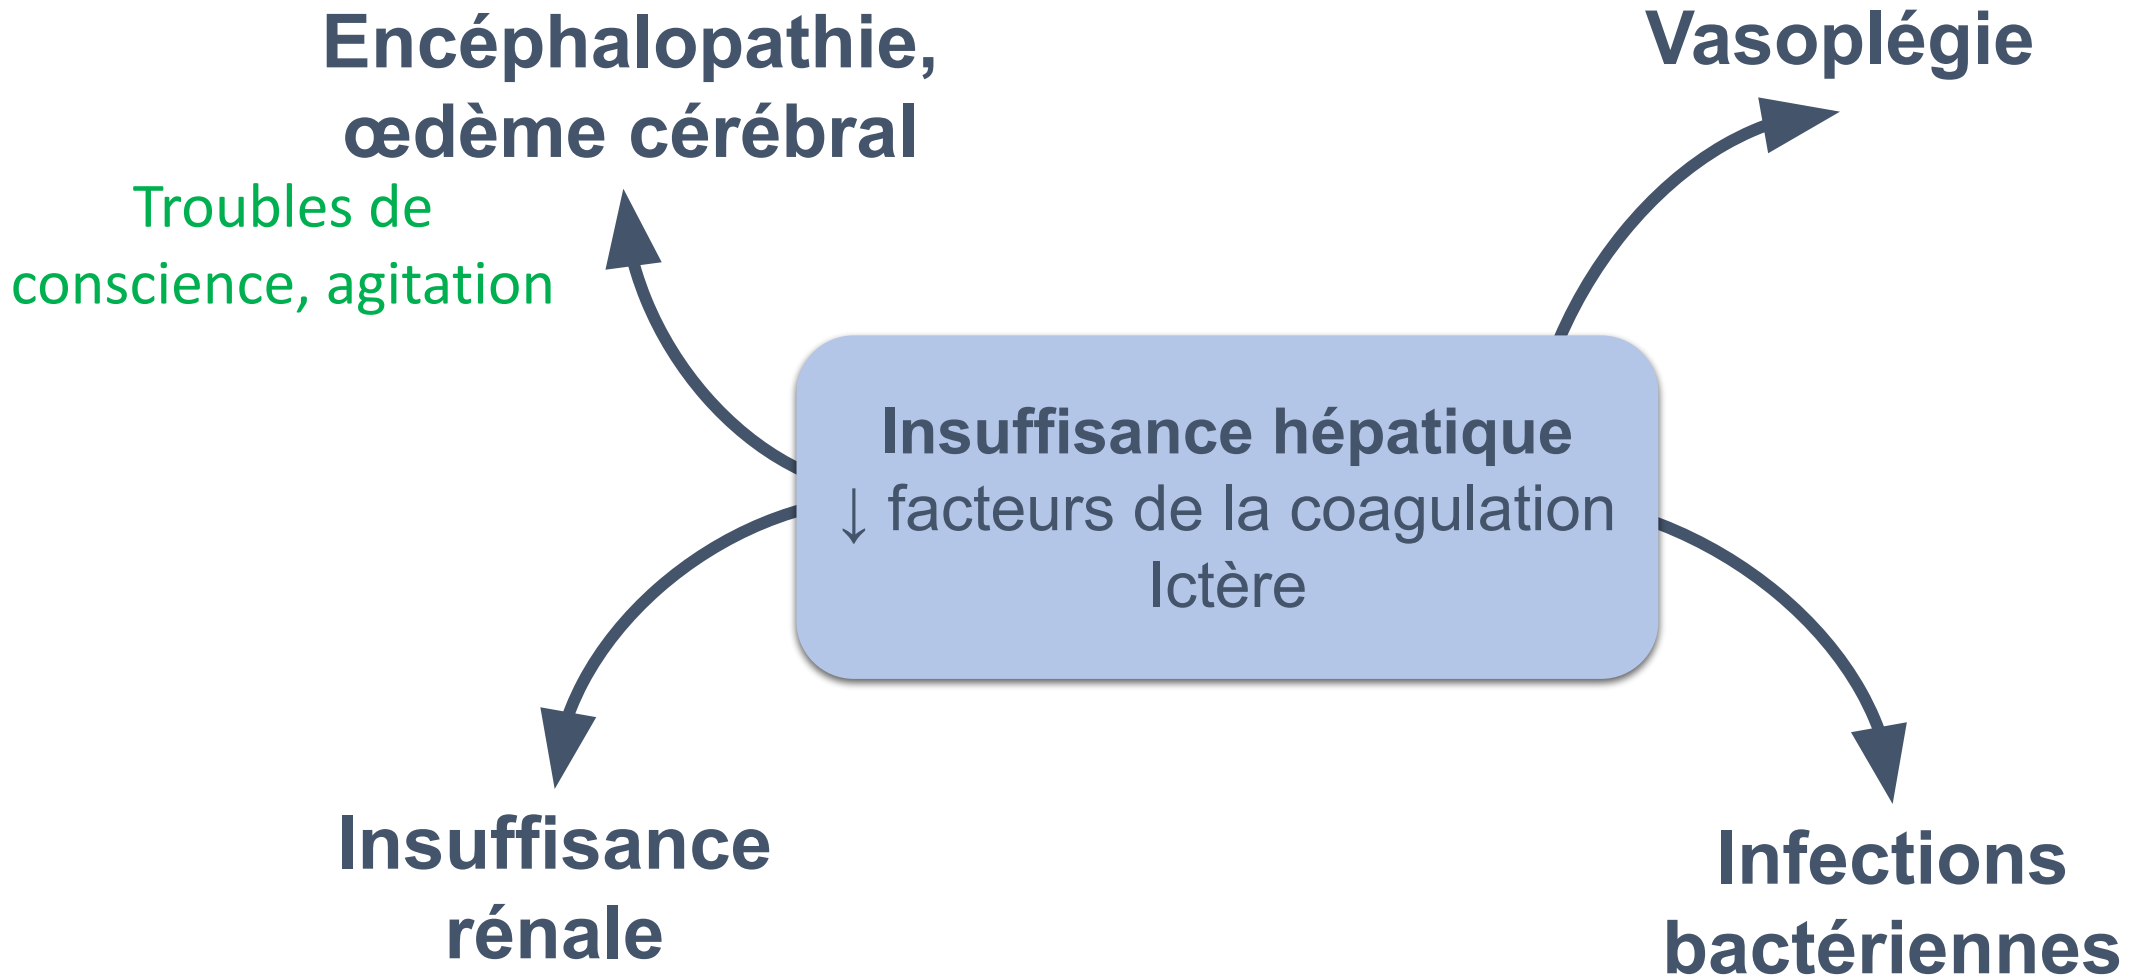 Encéphalopathie,
œdème cérébral
Troubles de
conscience, agitation
Vasoplégie
Insuffisance hépatique
↓ facteurs de la coagulation
Ictère
Insuffisance
rénale
Infections
bactériennes